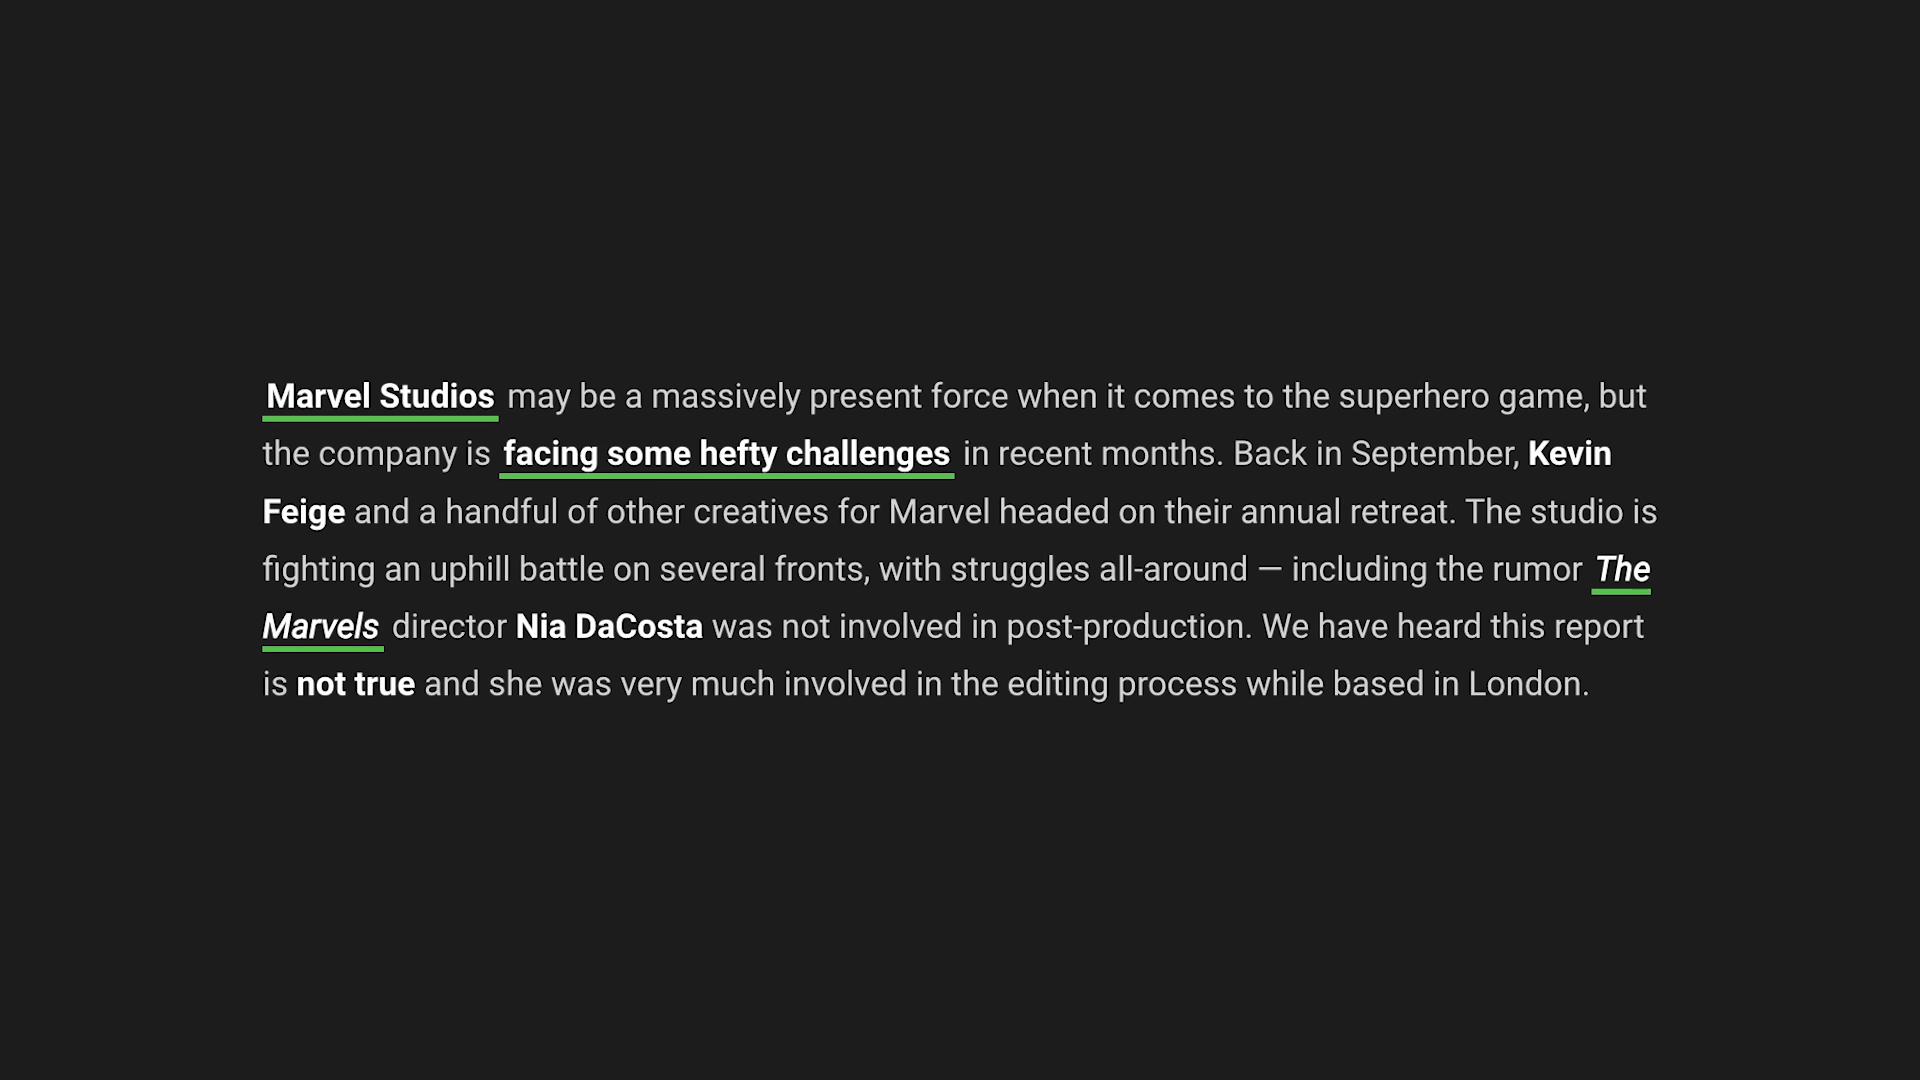 Marvel Studios may be a massively present force when it comes to the superhero game, but
the company is facing some hefty challenges in recent months. Back in September, Kevin
Feige and a handful of other creatives for Marvel headed on their annual retreat. The studio is
fighting an uphill battle on several fronts, with struggles all-around — including the rumor The
Marvels director Nia DaCosta was not involved in post-production. We have heard this report
is not true and she was very much involved in the editing process while based in London.